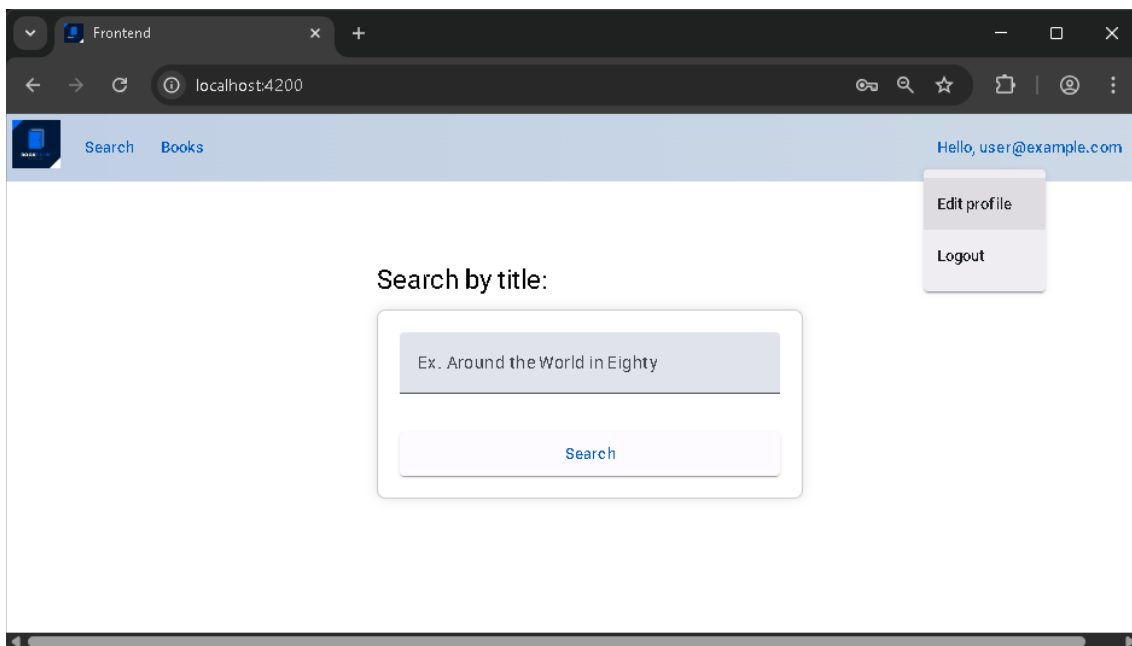 Frontend
localhost:4200
Search Books Hello, user@example.com
Edit profile
Logout
Search by title:
Ex. Around the World in Eighty
Search